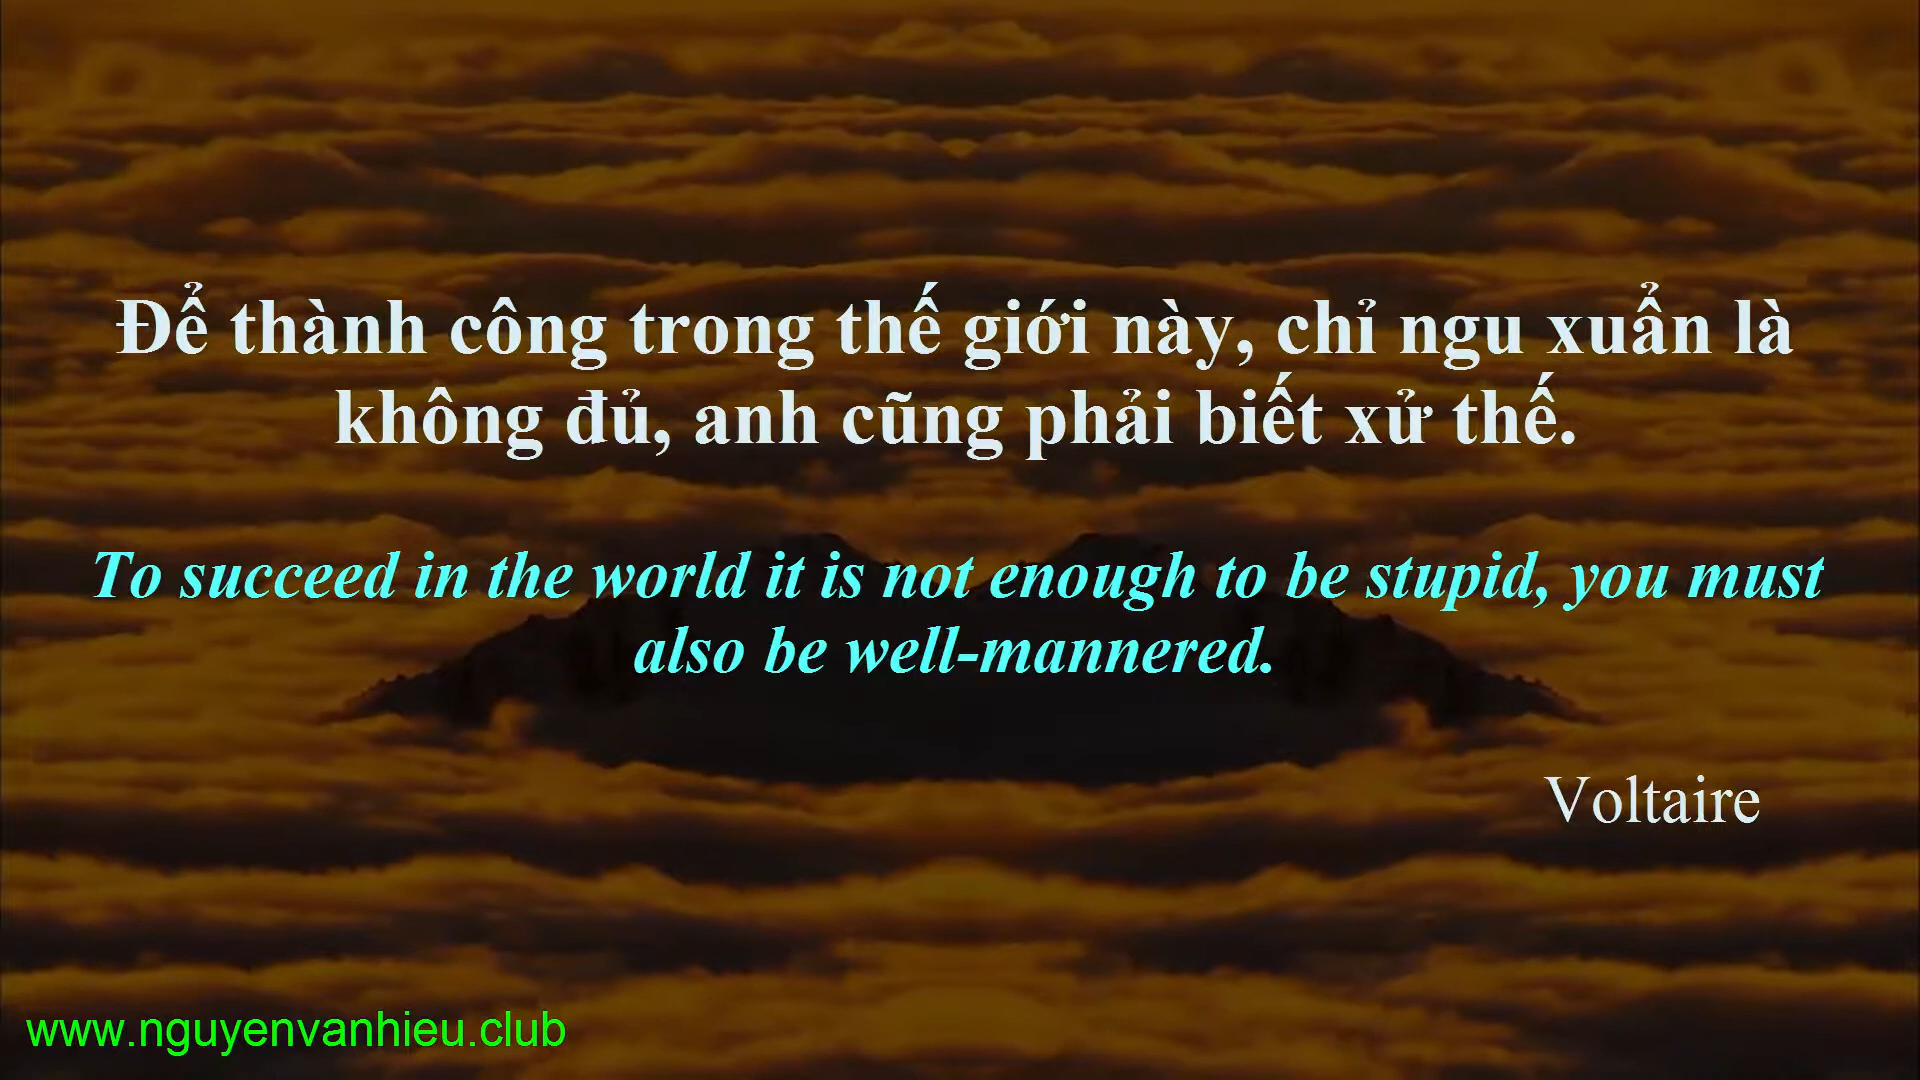 Để thành công trong thế giới này, chỉ ngu xuẩn là
không đủ, anh cũng phải biết xử thế.
To succeed in the world it is not enough to be stupid, you must
also be well-mannered.
Voltaire
www.nguyenvanhieu.club